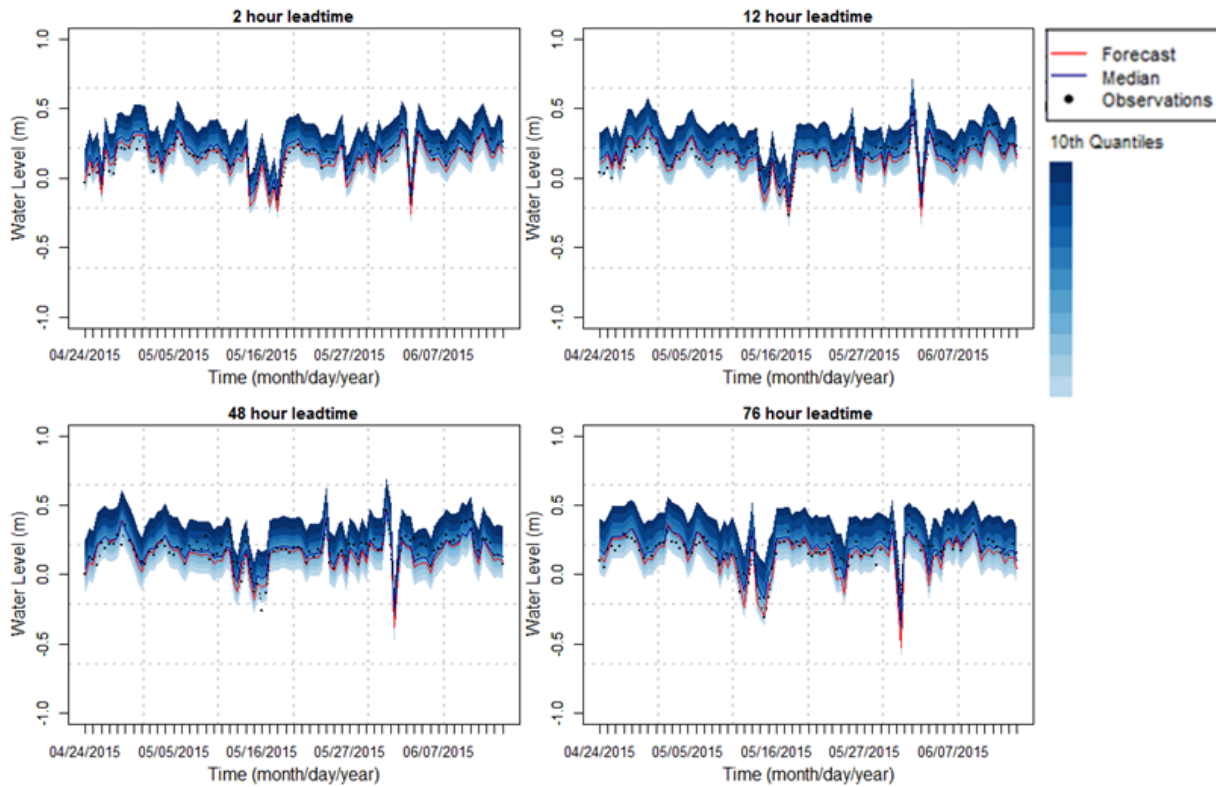 2 hour leadtime
1.0
0.5
0.0
-0.5
-1.0
Water Level (m)
04/24/2015 05/05/2015 05/16/2015 05/27/2015 06/07/2015
Time (month/day/year)
12 hour leadtime
1.0
0.5
0.0
-0.5
-1.0
Water Level (m)
04/24/2015 05/05/2015 05/16/2015 05/27/2015 06/07/2015
Time (month/day/year)
Forecast
Median
Observations
10th Quantiles
48 hour leadtime
1.0
0.5
0.0
-0.5
-1.0
Water Level (m)
04/24/2015 05/05/2015 05/16/2015 05/27/2015 06/07/2015
Time (month/day/year)
76 hour leadtime
1.0
0.5
0.0
-0.5
-1.0
Water Level (m)
04/24/2015 05/05/2015 05/16/2015 05/27/2015 06/07/2015
Time (month/day/year)